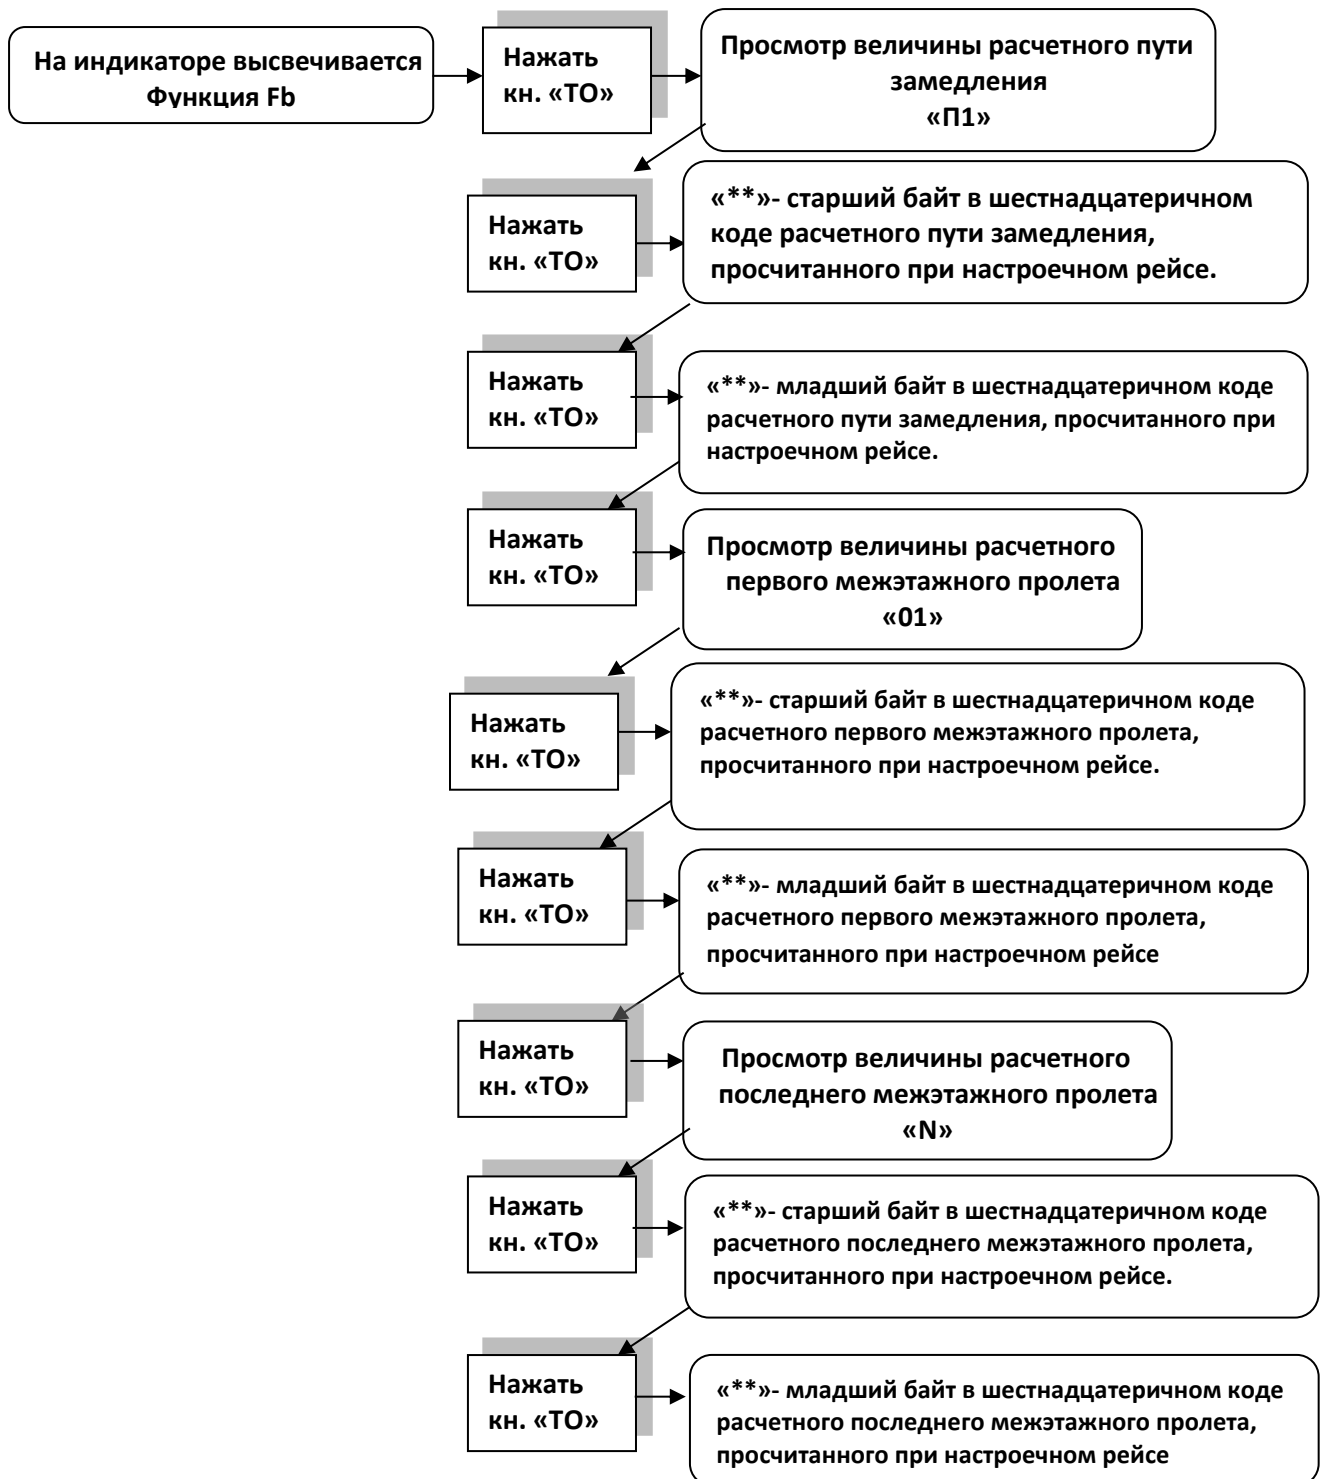 На индикаторе высвечивается
Функция Fb
Нажать
кн. «ТО»
Просмотр величины расчетного пути
замедления
«П1»
Нажать
кн. «ТО»
«**»- старший байт в шестнадцатеричном
коде расчетного пути замедления,
просчитанного при настроечном рейсе.
Нажать
кн. «ТО»
«**»- младший байт в шестнадцатеричном коде
расчетного пути замедления, просчитанного при
настроечном рейсе.
Нажать
кн. «ТО»
Просмотр величины расчетного
первого межэтажного пролета
«01»
Нажать
кн. «ТО»
«**»- старший байт в шестнадцатеричном коде
расчетного первого межэтажного пролета,
просчитанного при настроечном рейсе.
Нажать
кн. «ТО»
«**»- младший байт в шестнадцатеричном коде
расчетного первого межэтажного пролета,
просчитанного при настроечном рейсе
Нажать
кн. «ТО»
Просмотр величины расчетного
последнего межэтажного пролета
«N»
Нажать
кн. «ТО»
«**»- старший байт в шестнадцатеричном коде
расчетного последнего межэтажного пролета,
просчитанного при настроечном рейсе.
Нажать
кн. «ТО»
«**»- младший байт в шестнадцатеричном коде
расчетного последнего межэтажного пролета,
просчитанного при настроечном рейсе